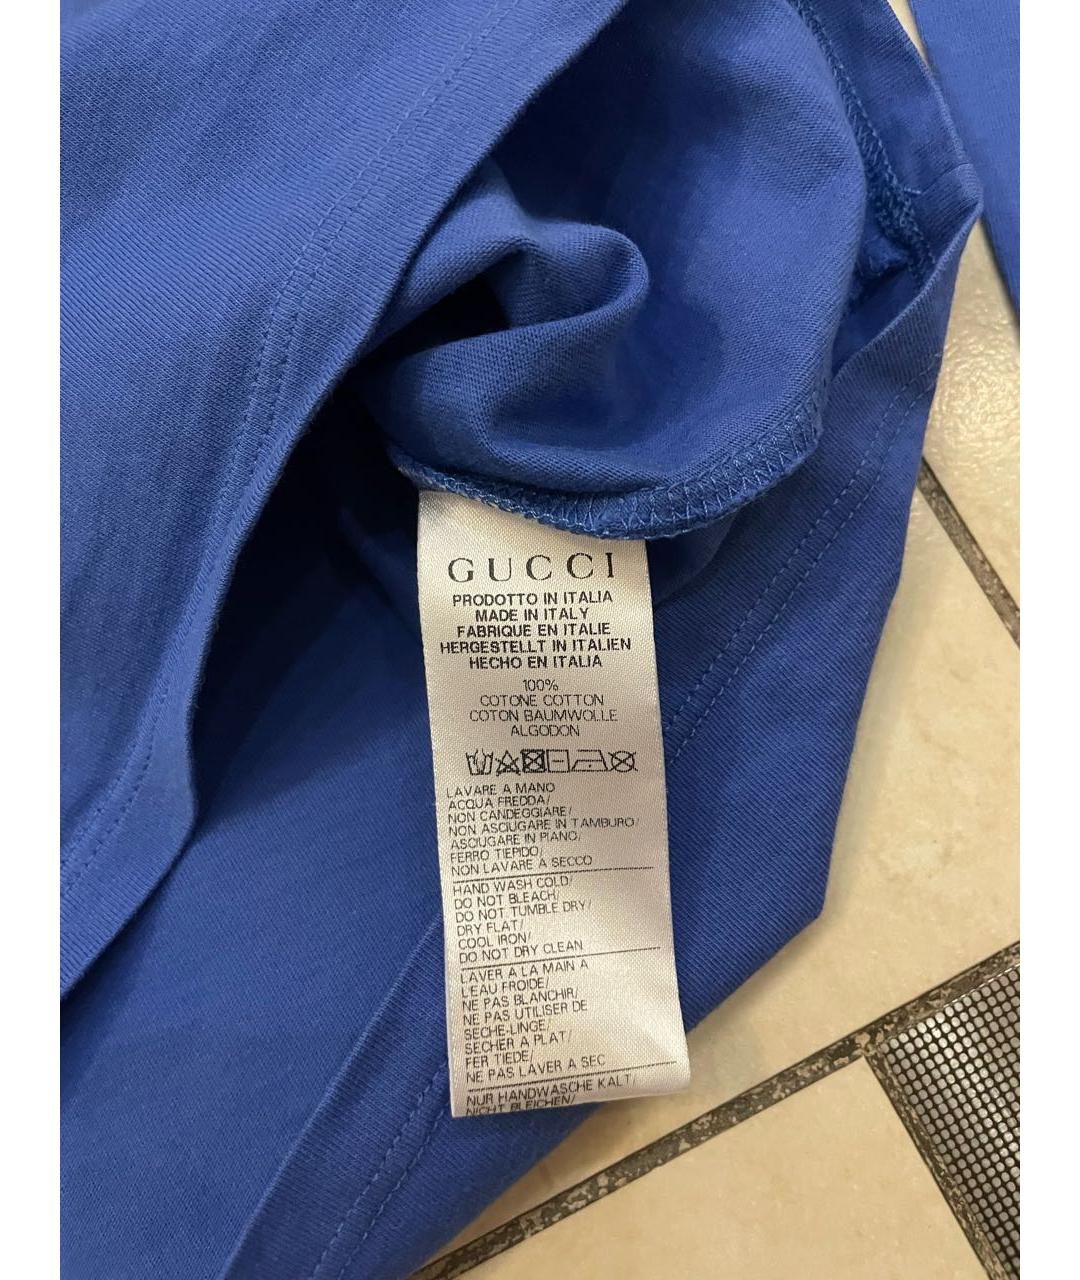 GUCCI
PRODOTTO IN ITALIA
MADE IN ITALY
FABRIQUE EN ITALIE
HERGESTELLT IN ITALIEN
HECHO EN ITALIA
100%
COTONE COTTON
COTON BAUMWOLLE
ALGODON
LAVARE A MANO
ACQUA FREDDA/
NON CANDEGGIARE/
NON ASCIUGARE IN TAMBURO/
ASCIUGARE IN PIANO/
FERRO TIEPIDO/
NON LAVARE A SECCO
HAND WASH COLD/
DO NOT BLEACH/
DO NOT TUMBLE DRY/
DRY FLAT/
COOL IRON/
DO NOT DRY CLEAN
LAVER A LA MAIN A
L'EAU FROIDE/
NE PAS BLANCHIR/
NE PAS UTILISER DE
SECHE-LINGE/
SECHER A PLAT/
FER TIEDE/
NE PAS LAVER A SEC
NUR HANDWASCHE KALT/
NICHT BLEICHEN/